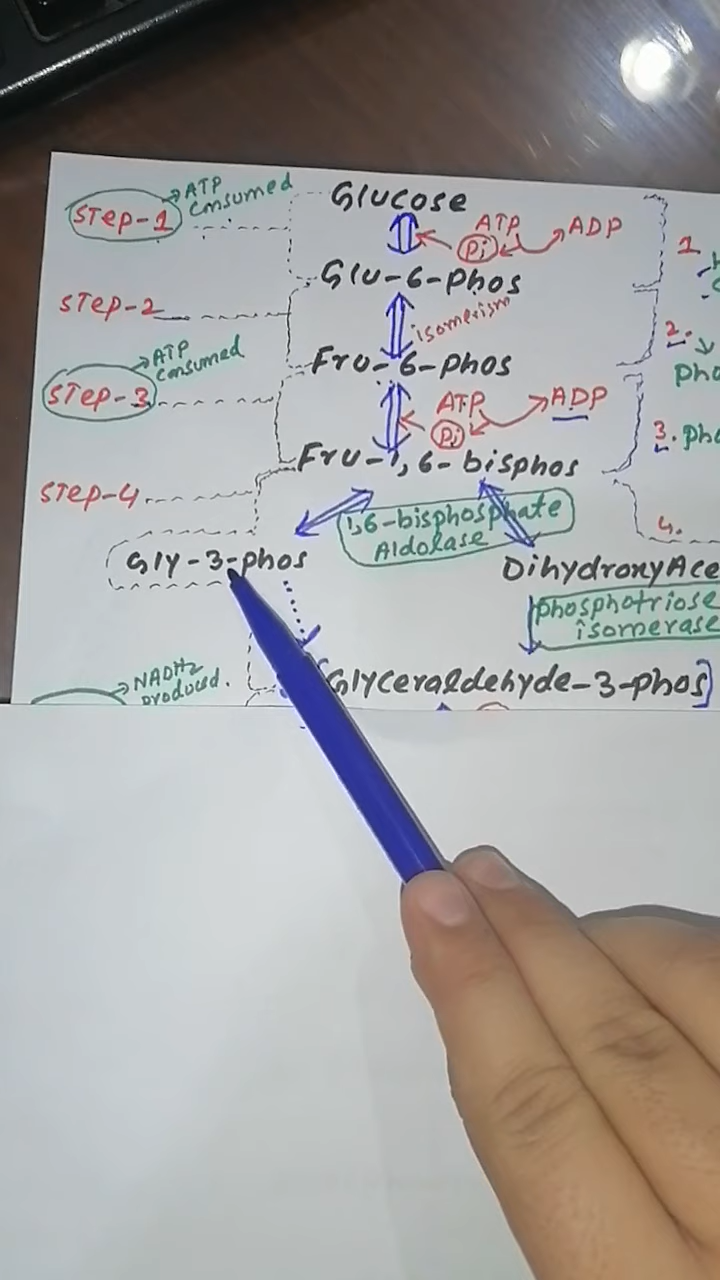 STEP-1 ATP consumed
Glucose
ATP Pi ADP
1.
Glu-6-phos
STEP-2
isomerism
2.
ATP consumed
Fru-6-phos
STEP-3
ATP Pi ADP
3. pho
Fru-1,6-bisphos
STEP-4
1,6-bisphosphate
Aldolase
4.
Gly-3-phos
DihydroxyAce
phosphotriose
isomerase
NADH2
produced.
[Glyceraldehyde-3-phos]